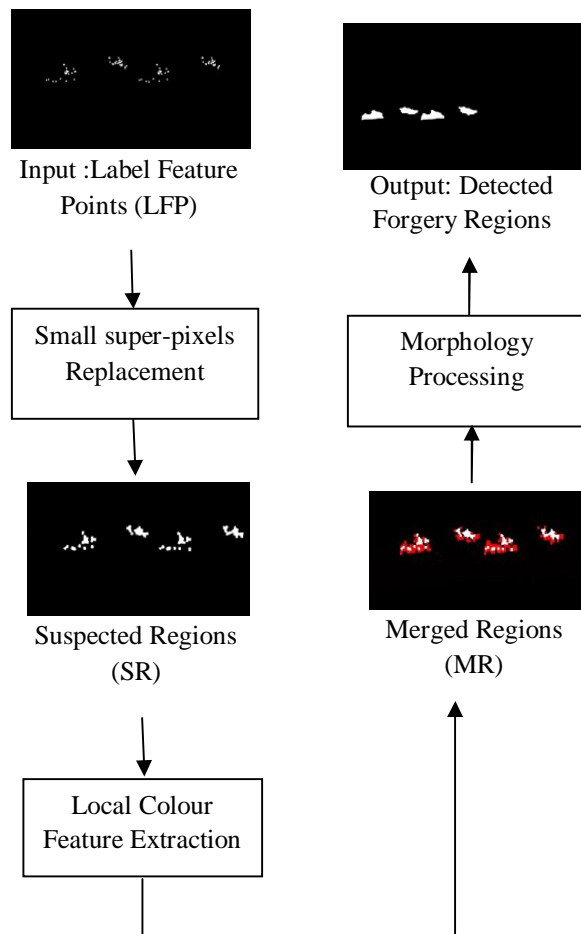 Input :Label Feature
Points (LFP)
Small super-pixels
Replacement
Suspected Regions
(SR)
Local Colour
Feature Extraction
Output: Detected
Forgery Regions
Morphology
Processing
Merged Regions
(MR)